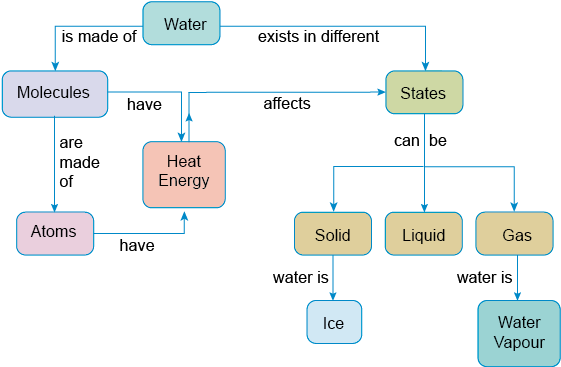 is made of
Water
exists in different
Molecules
have
affects
States
are
made
of
Heat
Energy
can be
Atoms
have
Solid
Liquid
Gas
water is
water is
Ice
Water
Vapour